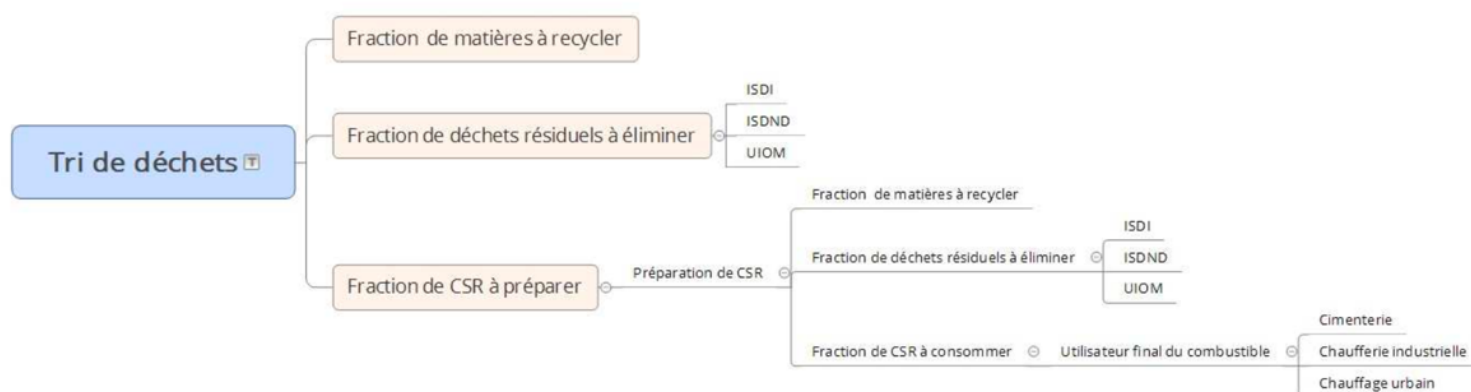 Tri de déchets
Fraction de matières à recycler
Fraction de déchets résiduels à éliminer
ISDI
ISDND
UIOM
Fraction de CSR à préparer
Préparation de CSR
Fraction de matières à recycler
Fraction de déchets résiduels à éliminer
ISDI
ISDND
UIOM
Fraction de CSR à consommer
Utilisateur final du combustible
Cimenterie
Chaufferie industrielle
Chauffage urbain